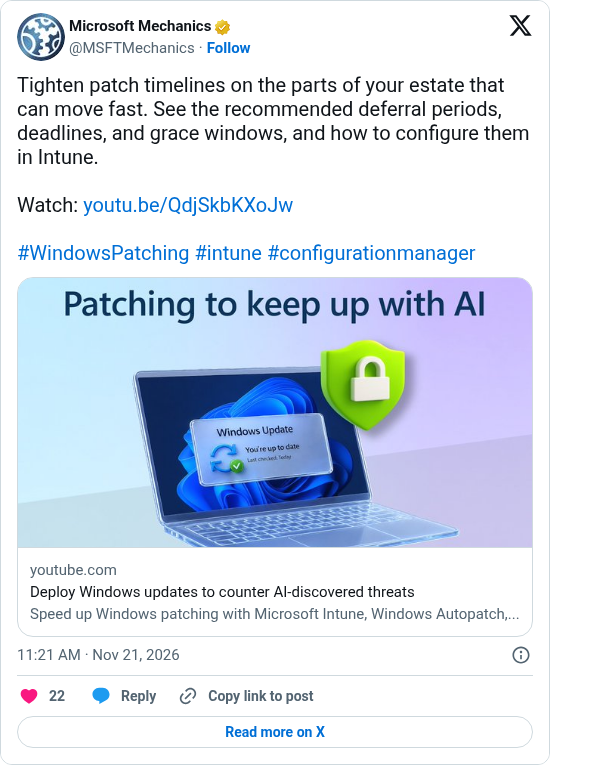 Microsoft Mechanics
@MSFTMechanics · Follow
Tighten patch timelines on the parts of your estate that
can move fast. See the recommended deferral periods,
deadlines, and grace windows, and how to configure them
in Intune.
Watch: youtu.be/QdjSkbKXoJw
#WindowsPatching #intune #configurationmanager
Patching to keep up with AI
Windows Update
You're up to date
Last checked: Today
youtube.com
Deploy Windows updates to counter AI-discovered threats
Speed up Windows patching with Microsoft Intune, Windows Autopatch,...
11:21 AM · Nov 21, 2026
22 Reply Copy link to post
Read more on X